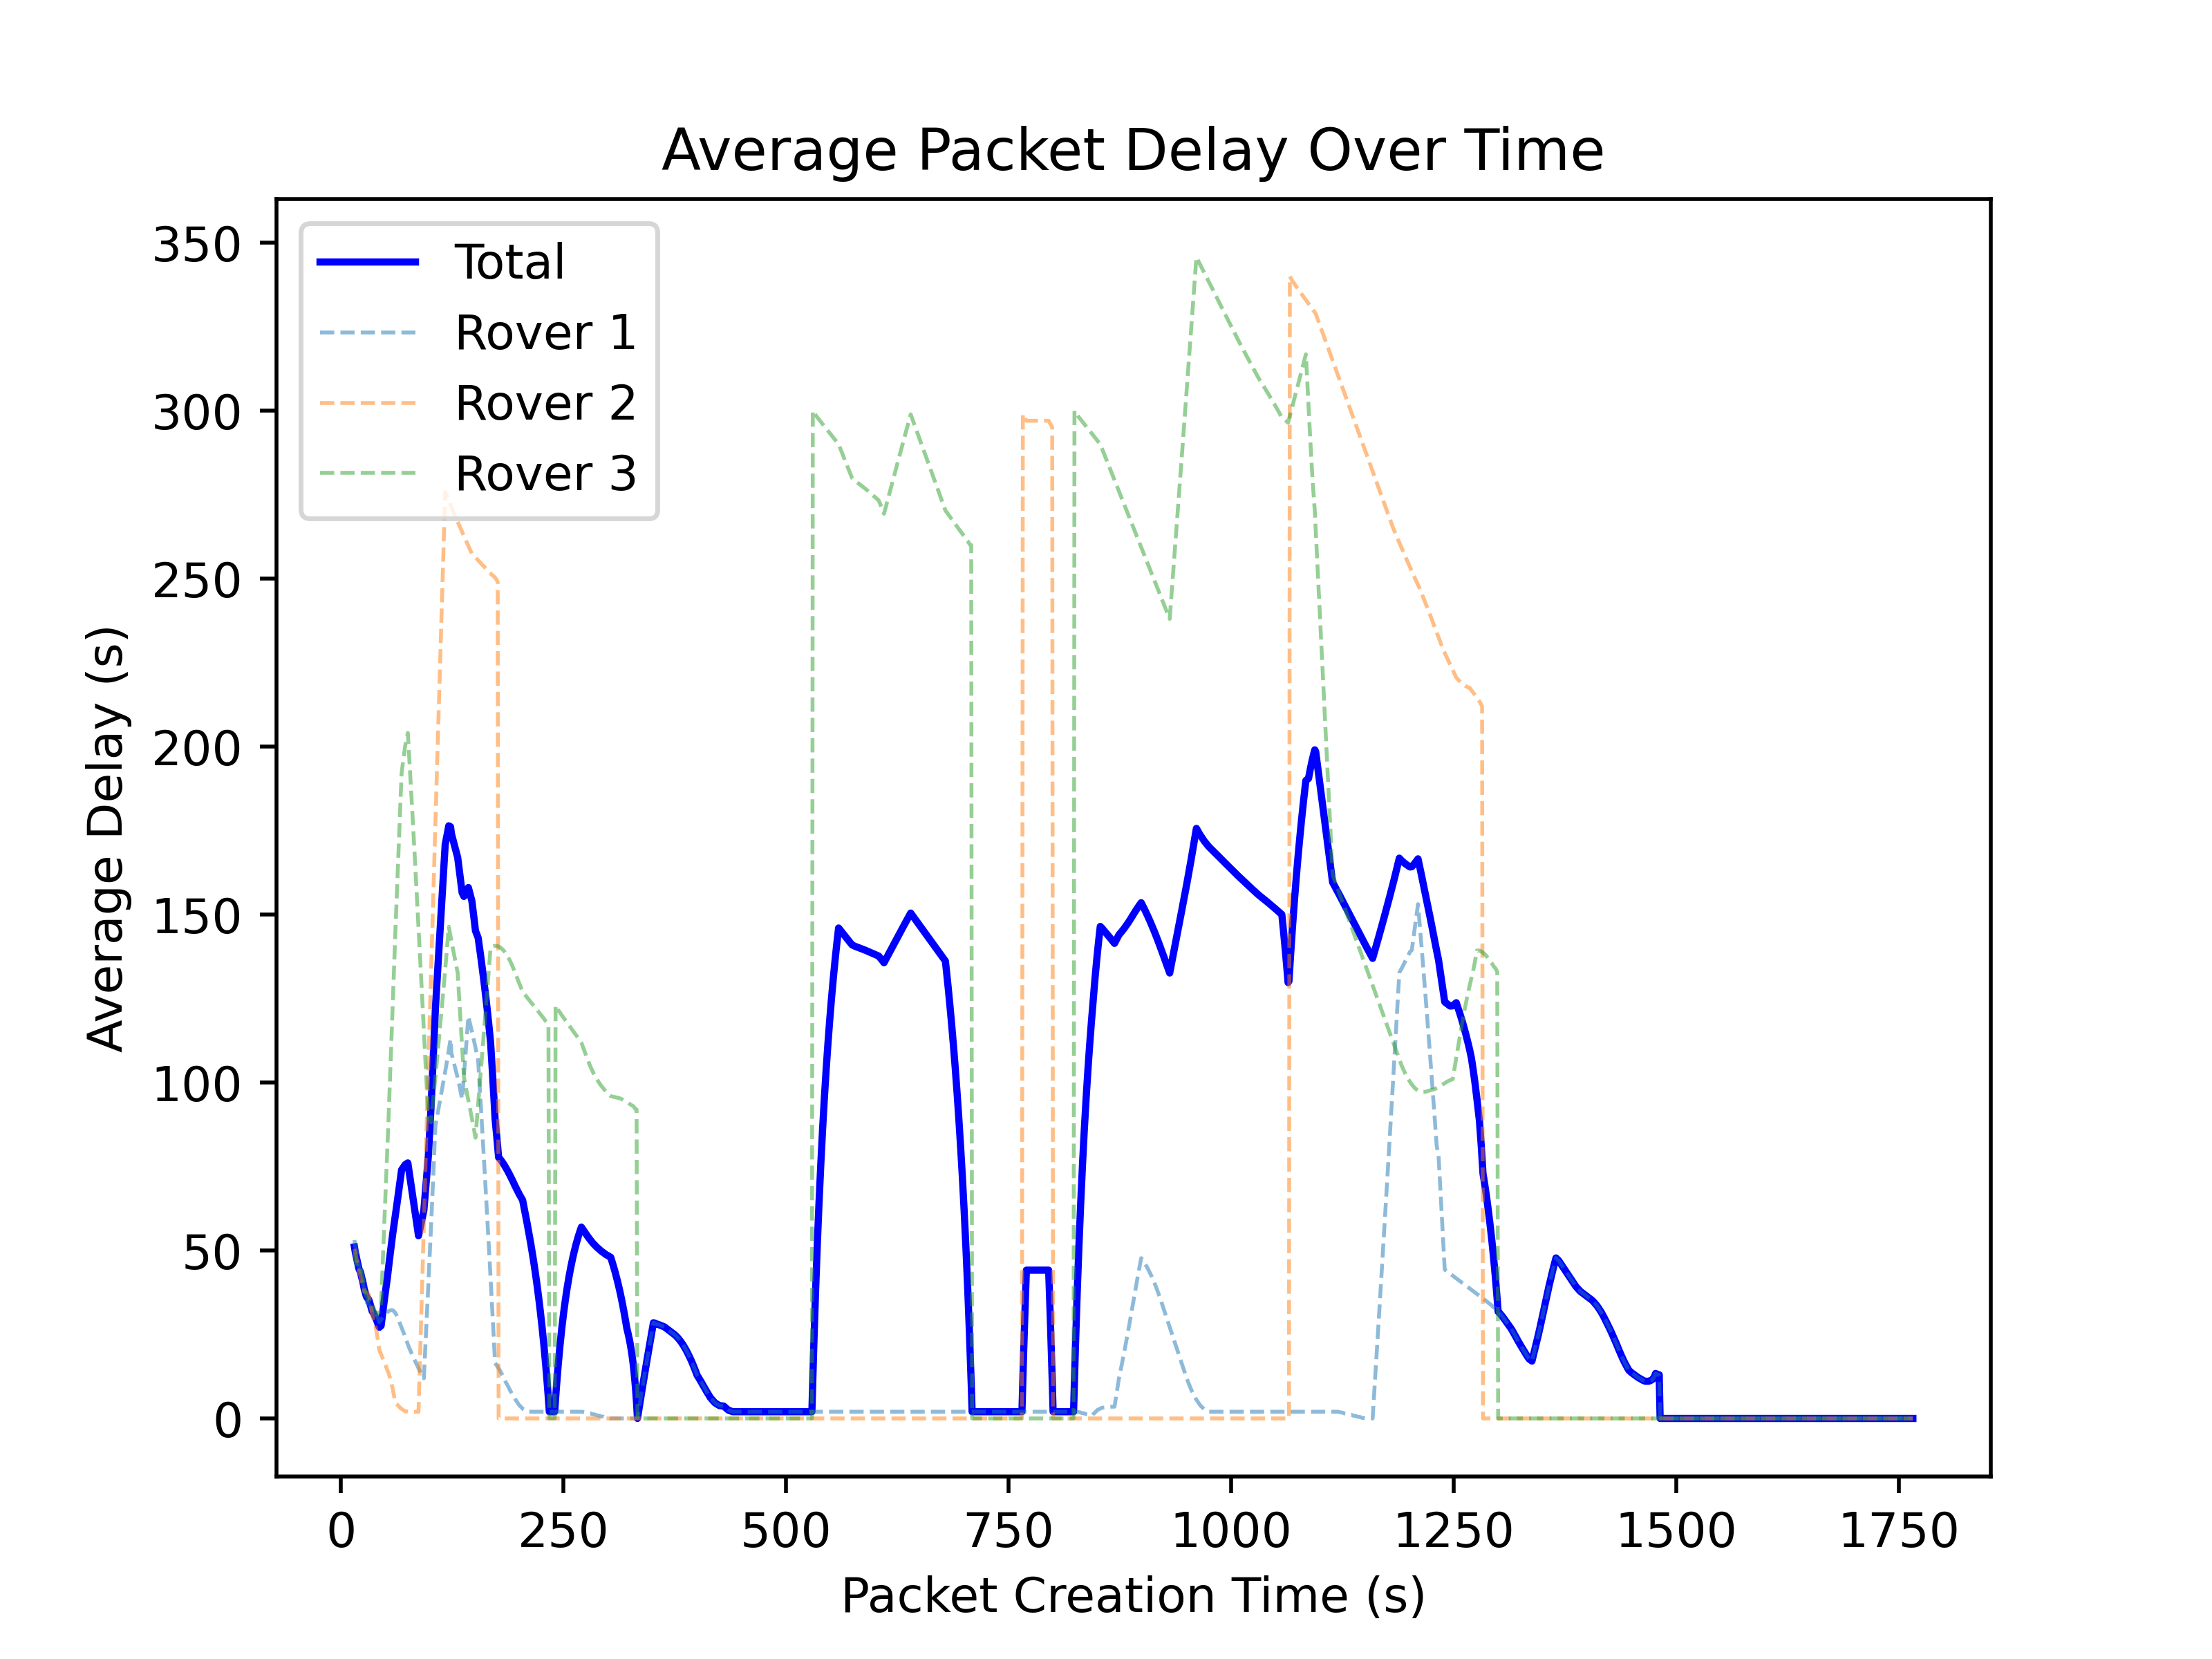 Average Packet Delay Over Time
350
300
250
200
150
100
50
0
Average Delay (s)
Total
Rover 1
Rover 2
Rover 3
0 250 500 750 1000 1250 1500 1750
Packet Creation Time (s)